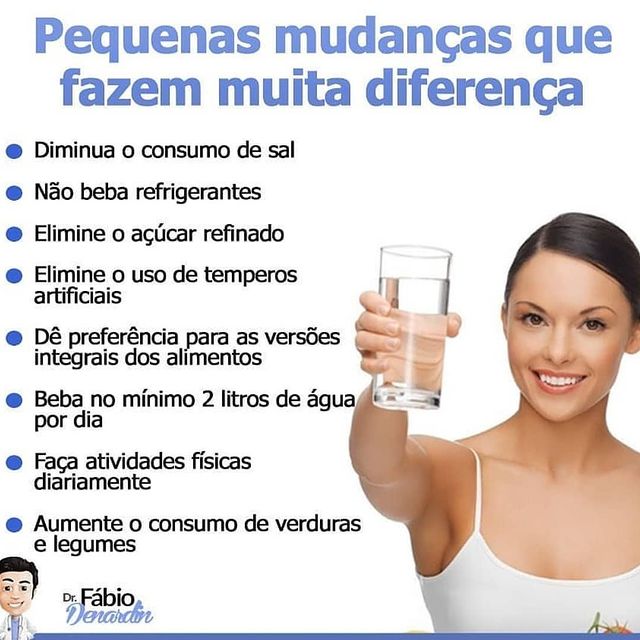 Pequenas mudanças que
fazem muita diferença
Diminua o consumo de sal
Não beba refrigerantes
Elimine o açúcar refinado
Elimine o uso de temperos
artificiais
Dê preferência para as versões
integrais dos alimentos
Beba no mínimo 2 litros de água
por dia
Faça atividades físicas
diariamente
Aumente o consumo de verduras
e legumes
Dr. Fábio
Denardin